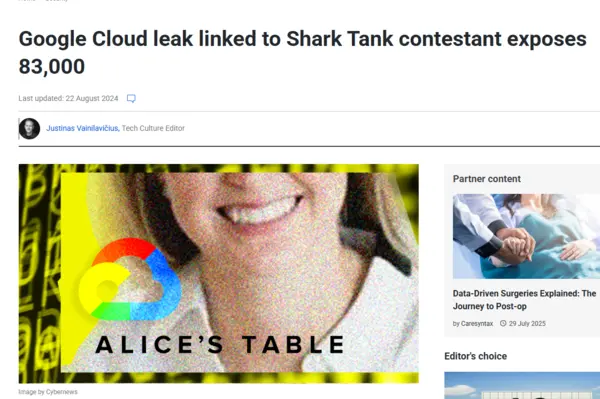 Google Cloud leak linked to Shark Tank contestant exposes
83,000
Last updated: 22 August 2024
Justinas Vainilavičius, Tech Culture Editor
ALICE'S TABLE
Image by Cybernews
Partner content
Data-Driven Surgeries Explained: The
Journey to Post-op
by Caresyntax 29 July 2025
Editor's choice